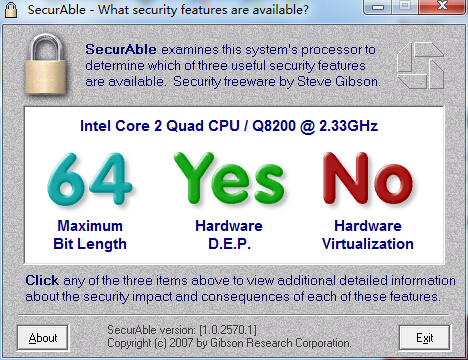 SecurAble - What security features are available?
SecurAble examines this system's processor to
determine which of three useful security features
are available. Security freeware by Steve Gibson.
Intel Core 2 Quad CPU / Q8200 @ 2.33GHz
64 Yes No
Maximum Hardware Hardware
Bit Length D.E.P. Virtualization
Click any of the three items above to view additional detailed information
about the security impact and consequences of each of these features.
About SecurAble version: [1.0.2570.1] Exit
Copyright (c) 2007 by Gibson Research Corporation.